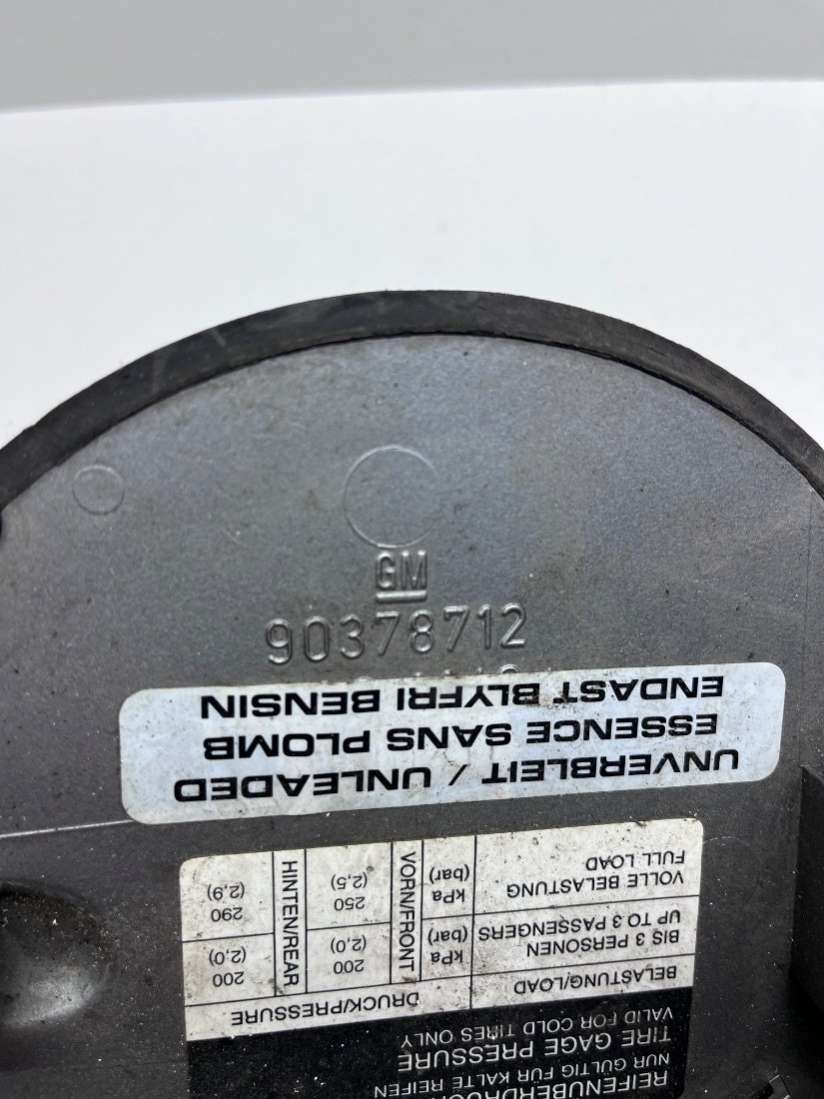 GM
90378712
UNVERBLEIT / UNLEADED
ESSENCE SANS PLOMB
ENDAST BLYFRI BENSIN
NUR GÜLTIG FÜR KALTE REIFEN
TIRE GAGE PRESSURE
VALID FOR COLD TIRES ONLY
BELASTUNG/LOAD DRUCK/PRESSURE
VORN/FRONT HINTEN/REAR
BIS 3 PERSONEN
UP TO 3 PASSENGERS
kPa 200 200
(bar) (2,0) (2,0)
VOLLE BELASTUNG
FULL LOAD
kPa 250 290
(bar) (2,5) (2,9)